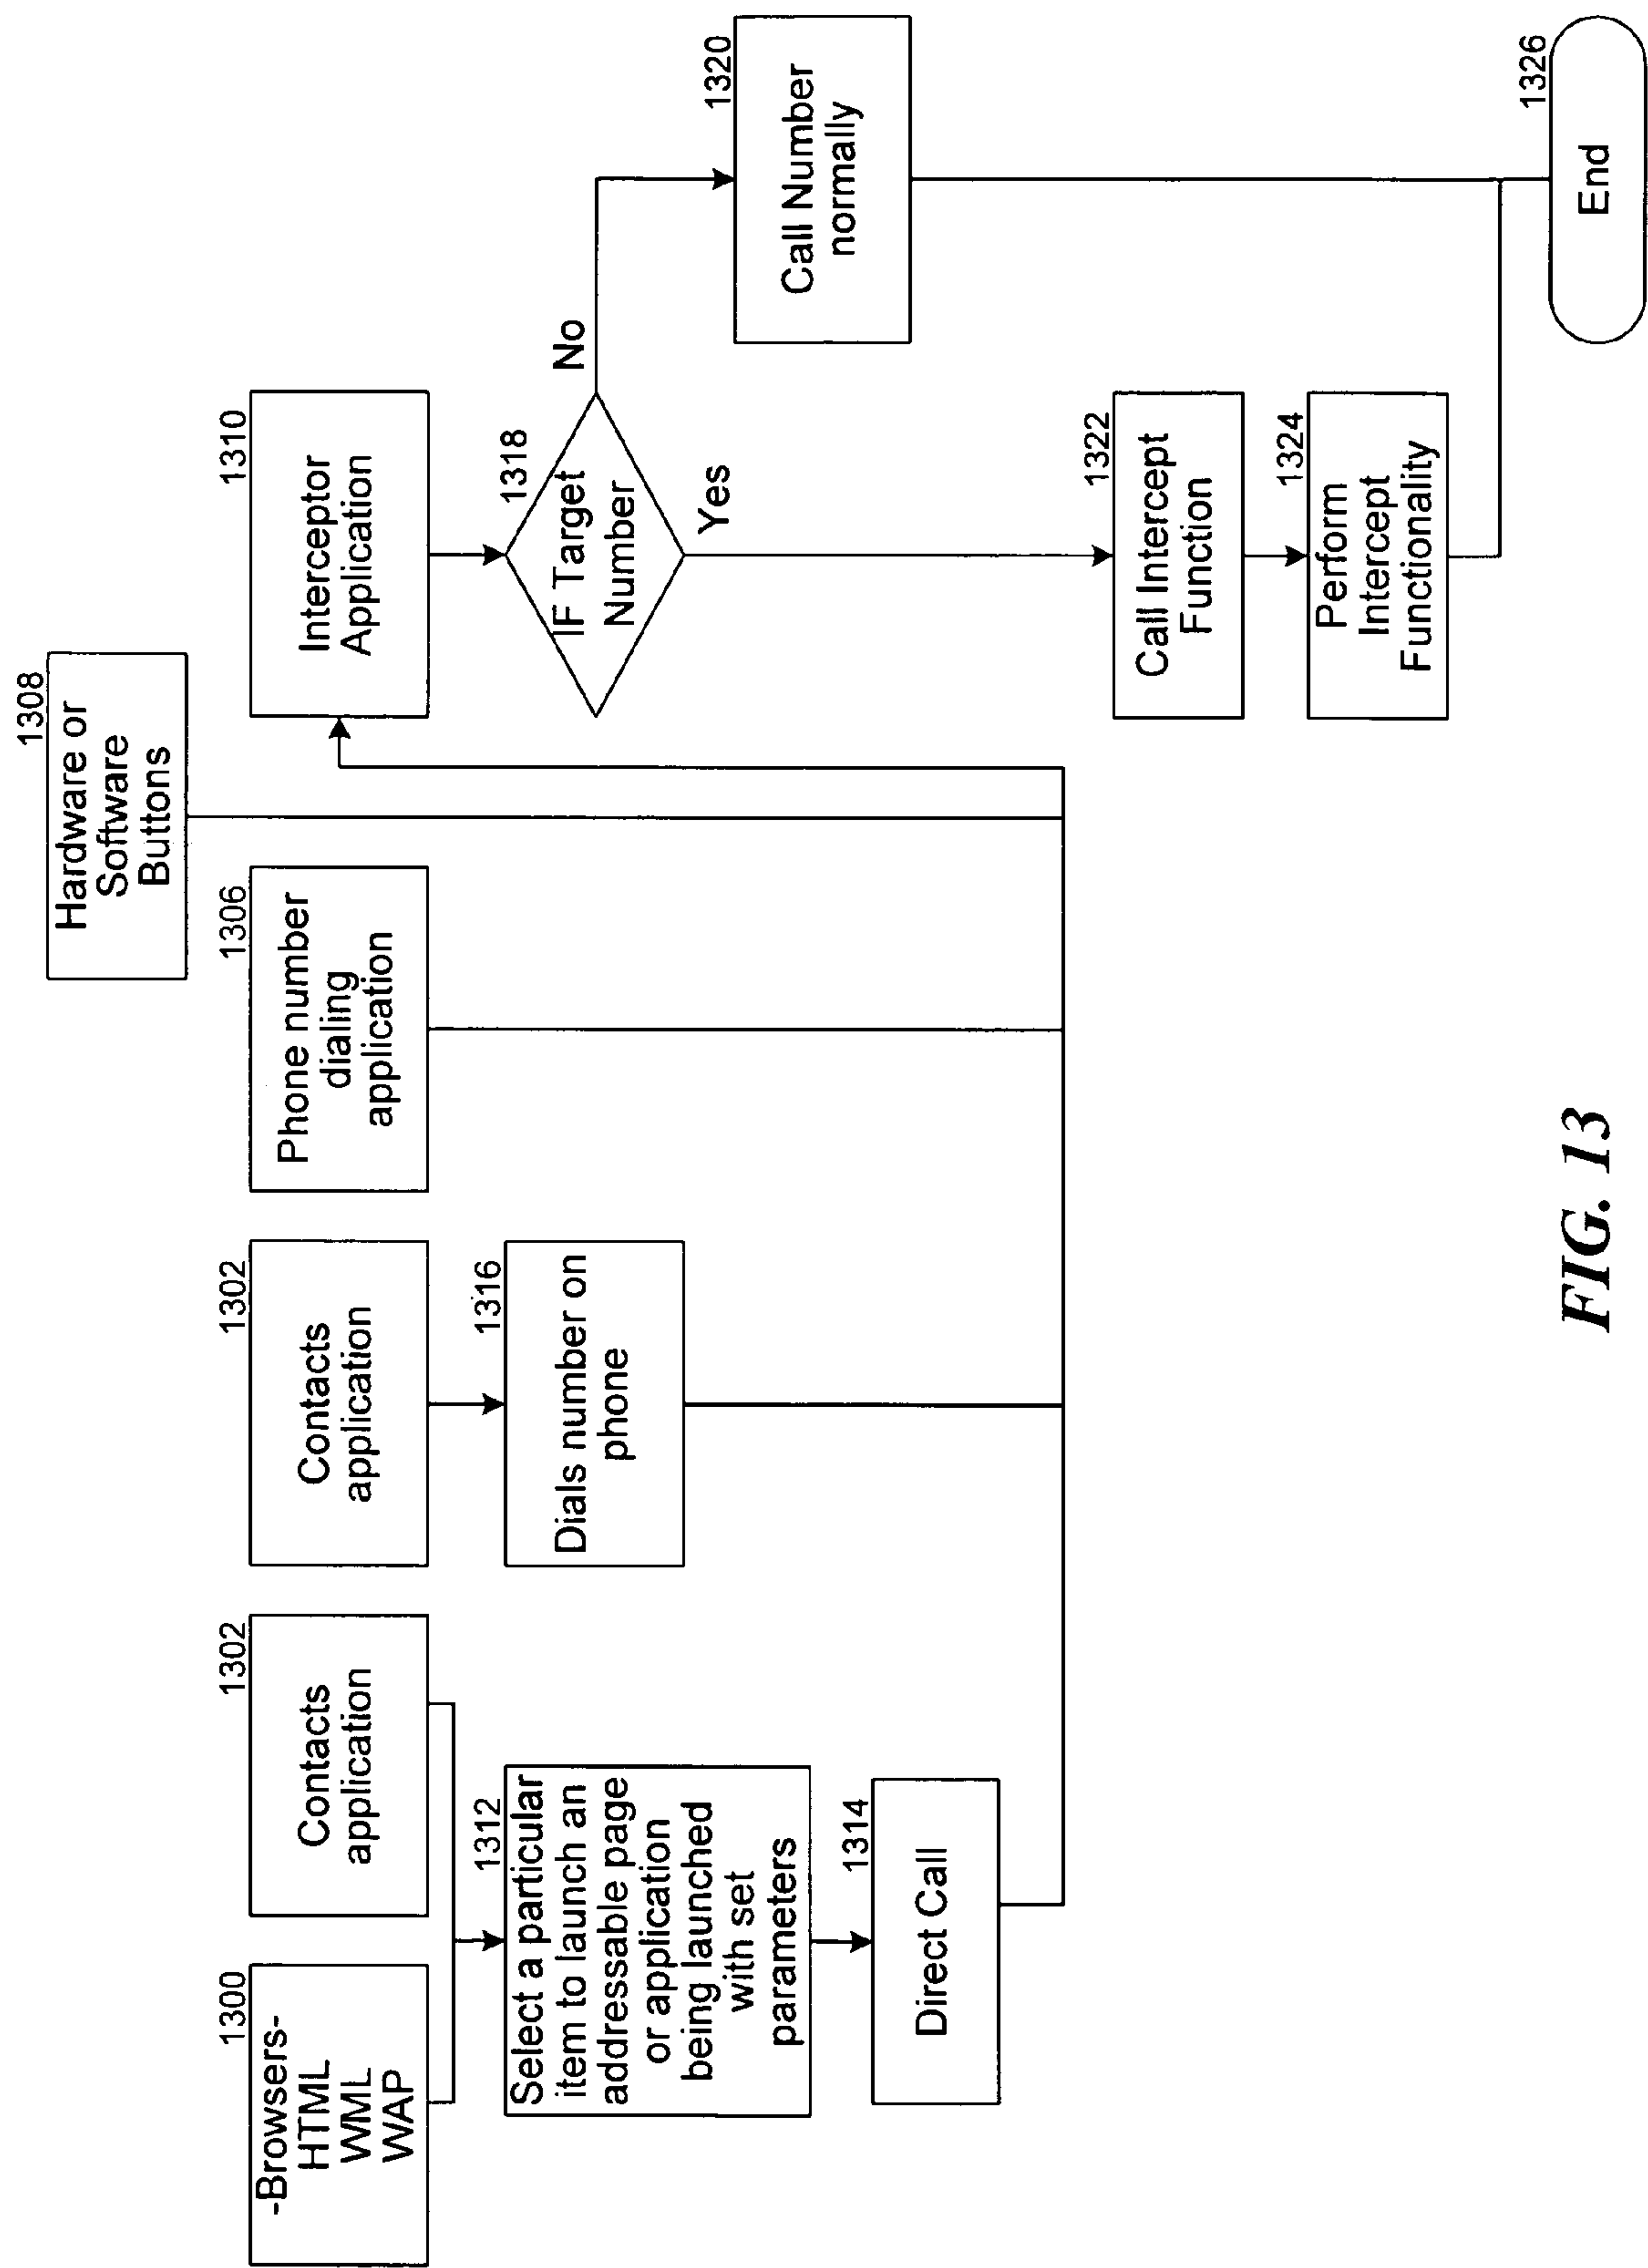 1308
Hardware or
Software
Buttons
1300
-Browsers-
HTML
WML
WAP
1302
Contacts
application
1302
Contacts
application
1306
Phone number
dialing
application
1310
Interceptor
Application
1312
Select a particular
item to launch an
addressable page
or application
being launched
with set
parameters
1316
Dials number on
phone
1318
IF Target
Number
No
Yes
1320
Call Number
normally
1314
Direct Call
1322
Call Intercept
Function
1324
Perform
Intercept
Functionality
1326
End
FIG. 13